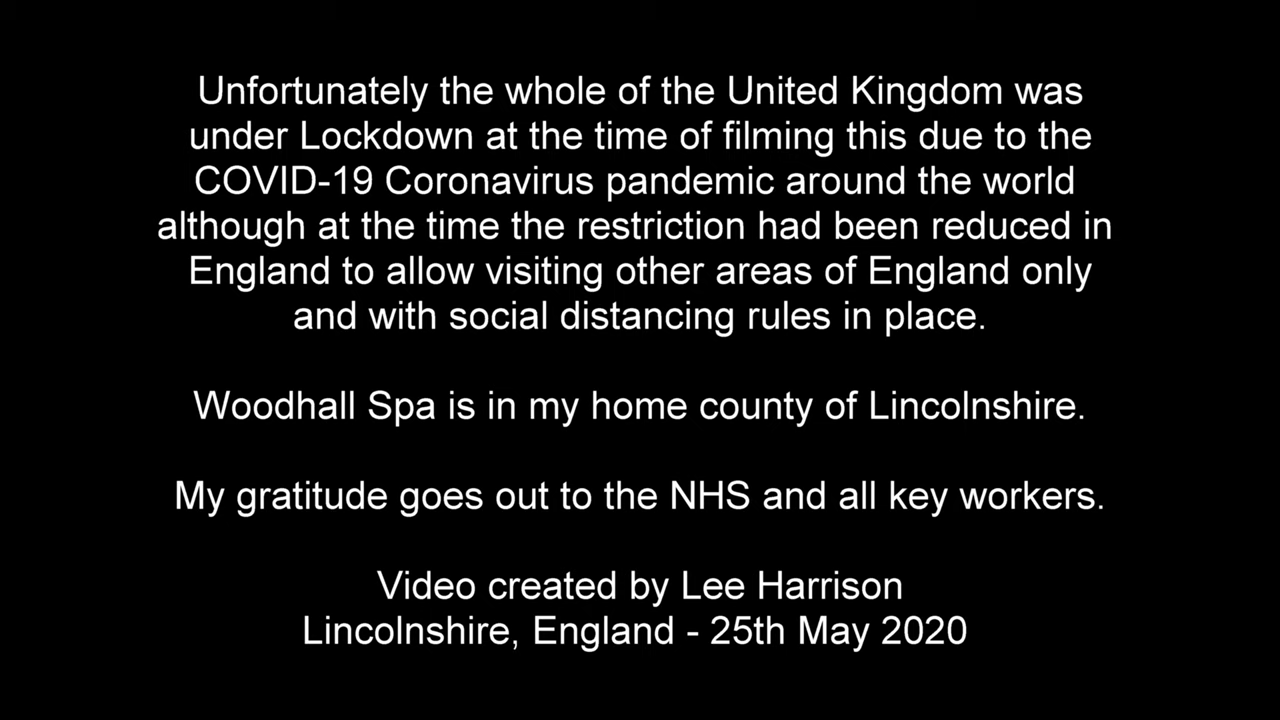 Unfortunately the whole of the United Kingdom was
under Lockdown at the time of filming this due to the
COVID-19 Coronavirus pandemic around the world
although at the time the restriction had been reduced in
England to allow visiting other areas of England only
and with social distancing rules in place.
Woodhall Spa is in my home county of Lincolnshire.
My gratitude goes out to the NHS and all key workers.
Video created by Lee Harrison
Lincolnshire, England - 25th May 2020